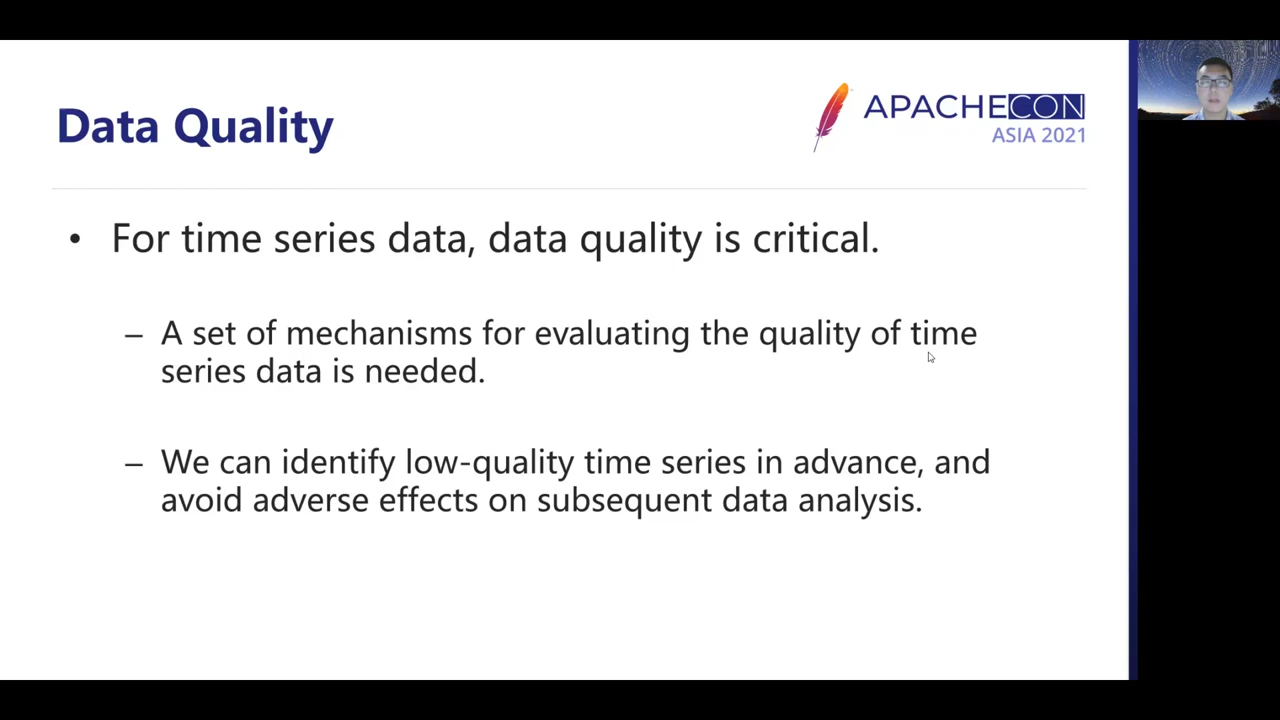 Data Quality
APACHECON
ASIA 2021
• For time series data, data quality is critical.
– A set of mechanisms for evaluating the quality of time
series data is needed.
– We can identify low-quality time series in advance, and
avoid adverse effects on subsequent data analysis.